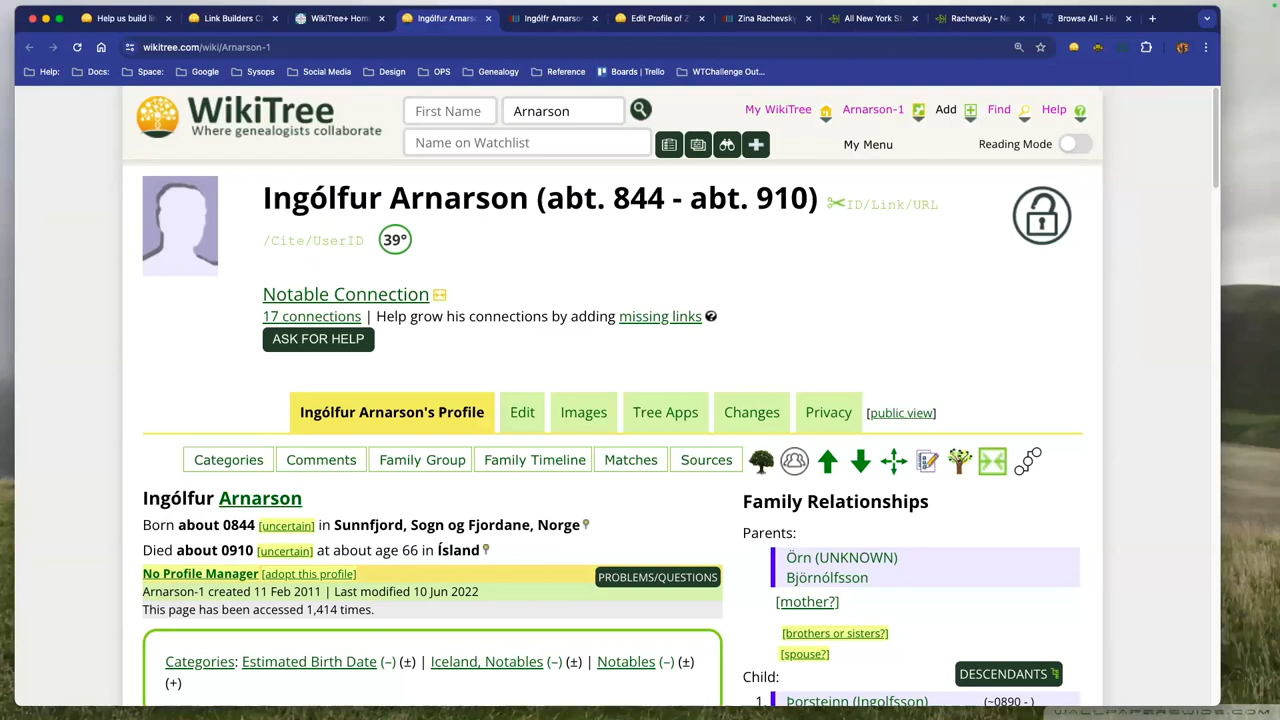 Help us build li
Link Builders C
WikiTree+ Hom
Ingólfur Arnars
Ingólfr Arnarso
Edit Profile of Z
Zina Rachevsky
All New York St
Rachevsky - Ne
Browse All - His
wikitree.com/wiki/Arnarson-1
Help:
Docs:
Space:
Google
Sysops
Social Media
Design
OPS
Genealogy
Reference
Boards | Trello
WTChallenge Out...
WikiTree
Where genealogists collaborate
First Name
Arnarson
Name on Watchlist
My WikiTree
Arnarson-1
Add
Find
Help
My Menu
Reading Mode
Ingólfur Arnarson (abt. 844 - abt. 910)
ID/Link/URL
/Cite/UserID
39°
Notable Connection
17 connections | Help grow his connections by adding missing links
ASK FOR HELP
Ingólfur Arnarson's Profile
Edit
Images
Tree Apps
Changes
Privacy
[public view]
Categories
Comments
Family Group
Family Timeline
Matches
Sources
Ingólfur Arnarson
Born about 0844 [uncertain] in Sunnfjord, Sogn og Fjordane, Norge
Died about 0910 [uncertain] at about age 66 in Ísland
No Profile Manager [adopt this profile]
PROBLEMS/QUESTIONS
Arnarson-1 created 11 Feb 2011 | Last modified 10 Jun 2022
This page has been accessed 1,414 times.
Categories: Estimated Birth Date (–) (±) | Iceland, Notables (–) (±) | Notables (–) (±)
(+)
Family Relationships
Parents:
Örn (UNKNOWN)
Björnólfsson
[mother?]
[brothers or sisters?]
[spouse?]
DESCENDANTS
Child:
1. Þorsteinn (Ingolfsson) (~0890 - )